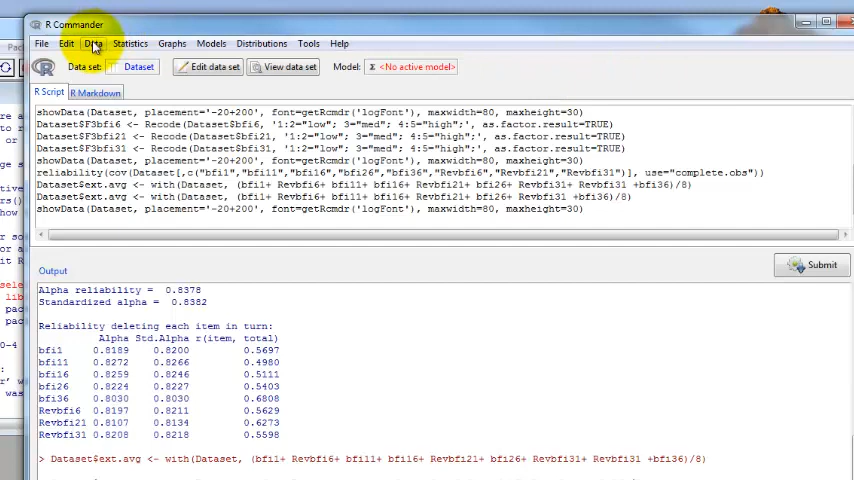 R Commander
File Edit Data Statistics Graphs Models Distributions Tools Help
Data set: Dataset Edit data set View data set Model: Σ <No active model>
R Script R Markdown
showData(Dataset, placement='-20+200', font=getRcmdr('logFont'), maxwidth=80, maxheight=30)
Dataset$F3bfi6 <- Recode(Dataset$bfi6, '1:2="low"; 3="med"; 4:5="high";', as.factor.result=TRUE)
Dataset$F3bfi21 <- Recode(Dataset$bfi21, '1:2="low"; 3="med"; 4:5="high";', as.factor.result=TRUE)
Dataset$F3bfi31 <- Recode(Dataset$bfi31, '1:2="low"; 3="med"; 4:5="high";', as.factor.result=TRUE)
showData(Dataset, placement='-20+200', font=getRcmdr('logFont'), maxwidth=80, maxheight=30)
reliability(cov(Dataset[,c("bfi1","bfi11","bfi16","bfi26","bfi36","Revbfi6","Revbfi21","Revbfi31")], use="complete.obs"))
Dataset$ext.avg <- with(Dataset, (bfi1+ Revbfi6+ bfi11+ bfi16+ Revbfi21+ bfi26+ Revbfi31+ Revbfi31 +bfi36)/8)
Dataset$ext.avg <- with(Dataset, (bfi1+ Revbfi6+ bfi11+ bfi16+ Revbfi21+ bfi26+ Revbfi31 +bfi36)/8)
showData(Dataset, placement='-20+200', font=getRcmdr('logFont'), maxwidth=80, maxheight=30)
Output
Submit
Alpha reliability = 0.8378
Standardized alpha = 0.8382
Reliability deleting each item in turn:
Alpha Std.Alpha r(item, total)
bfi1 0.8189 0.8200 0.5697
bfi11 0.8272 0.8266 0.4980
bfi16 0.8259 0.8246 0.5111
bfi26 0.8224 0.8227 0.5403
bfi36 0.8030 0.8030 0.6808
Revbfi6 0.8197 0.8211 0.5629
Revbfi21 0.8107 0.8134 0.6273
Revbfi31 0.8208 0.8218 0.5598
> Dataset$ext.avg <- with(Dataset, (bfi1+ Revbfi6+ bfi11+ bfi16+ Revbfi21+ bfi26+ Revbfi31+ Revbfi31 +bfi36)/8)